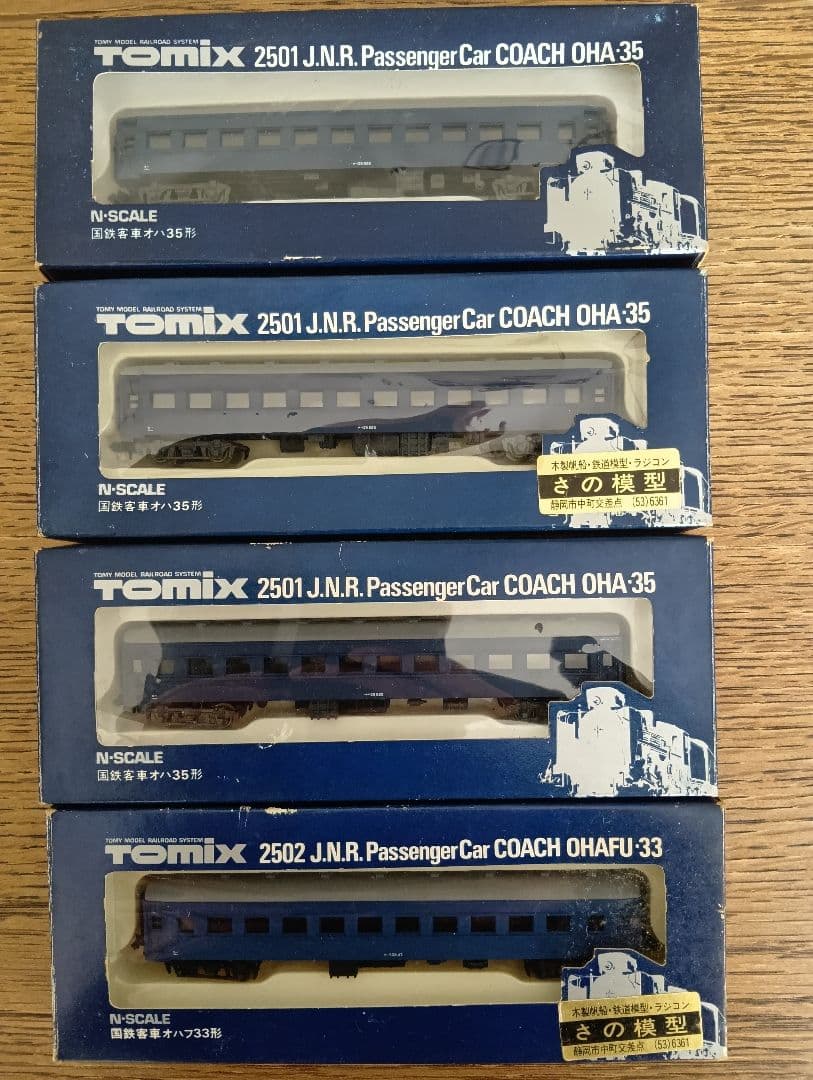 TOMY MODEL RAILROAD SYSTEM
TOMIX 2501 J.N.R. Passenger Car COACH OHA·35
N·SCALE
国鉄客車オハ35形
TOMY MODEL RAILROAD SYSTEM
TOMIX 2501 J.N.R. Passenger Car COACH OHA·35
木製帆船・鉄道模型・ラジコン
さの模型
静岡市中町交差点 (53)6361
N·SCALE
国鉄客車オハ35形
TOMY MODEL RAILROAD SYSTEM
TOMIX 2501 J.N.R. Passenger Car COACH OHA·35
N·SCALE
国鉄客車オハ35形
TOMY MODEL RAILROAD SYSTEM
TOMIX 2502 J.N.R. Passenger Car COACH OHAFU·33
木製帆船・鉄道模型・ラジコン
さの模型
静岡市中町交差点 (53)6361
N·SCALE
国鉄客車オハフ33形